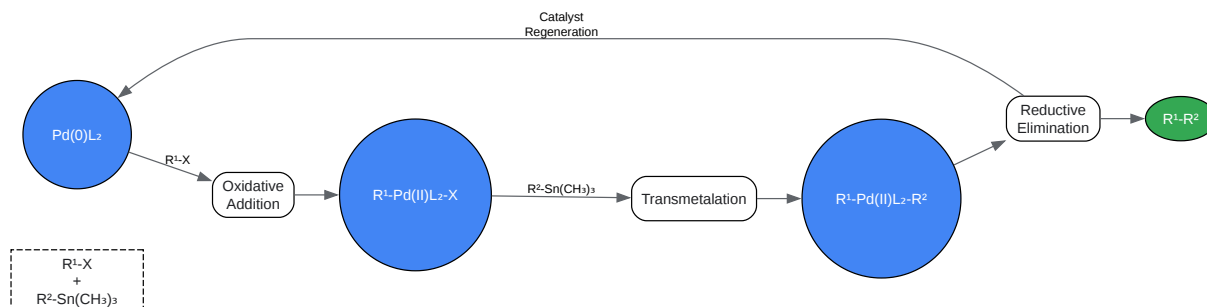 Catalyst
Regeneration
Pd(0)L₂
R¹-X
Oxidative
Addition
R¹-Pd(II)L₂-X
R²-Sn(CH₃)₃
Transmetalation
R¹-Pd(II)L₂-R²
Reductive
Elimination
R¹-R²
R¹-X
+
R²-Sn(CH₃)₃